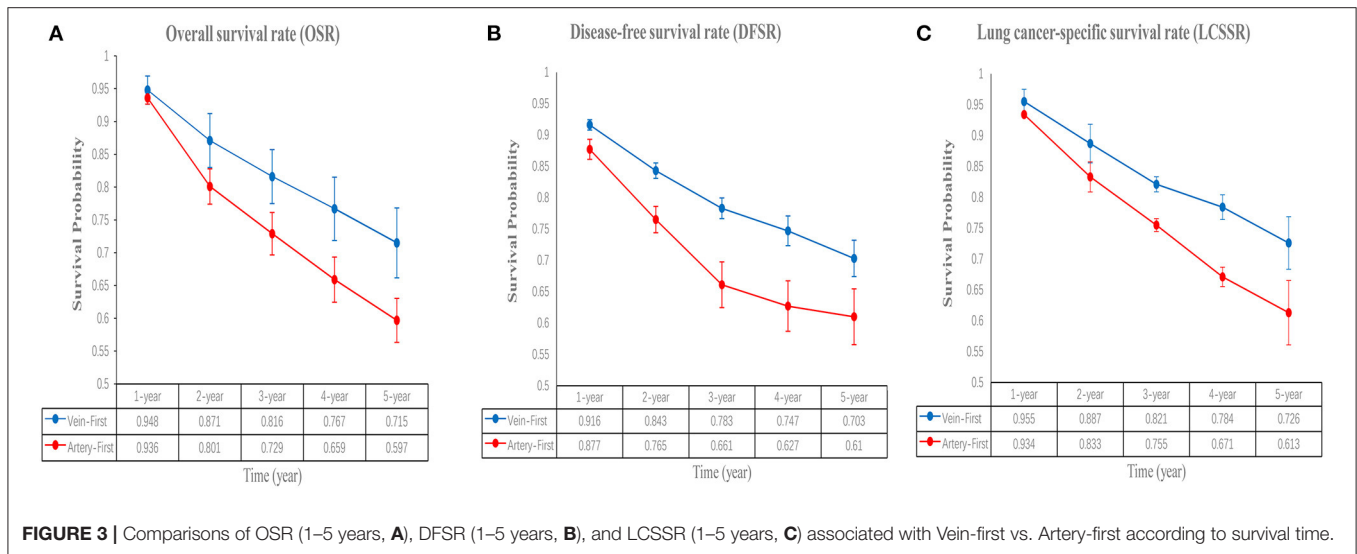 A Overall survival rate (OSR)
Survival Probability
1
0.95
0.9
0.85
0.8
0.75
0.7
0.65
0.6
0.55
0.5
1-year 2-year 3-year 4-year 5-year
Vein-First 0.948 0.871 0.816 0.767 0.715
Artery-First 0.936 0.801 0.729 0.659 0.597
Time (year)
B Disease-free survival rate (DFSR)
Survival Probability
1
0.95
0.9
0.85
0.8
0.75
0.7
0.65
0.6
0.55
0.5
1-year 2-year 3-year 4-year 5-year
Vein-First 0.916 0.843 0.783 0.747 0.703
Artery-First 0.877 0.765 0.661 0.627 0.61
Time (year)
C Lung cancer-specific survival rate (LCSSR)
Survival Probability
1
0.95
0.9
0.85
0.8
0.75
0.7
0.65
0.6
0.55
0.5
1-year 2-year 3-year 4-year 5-year
Vein-First 0.955 0.887 0.821 0.784 0.726
Artery-First 0.934 0.833 0.755 0.671 0.613
Time (year)
FIGURE 3 | Comparisons of OSR (1–5 years, A), DFSR (1–5 years, B), and LCSSR (1–5 years, C) associated with Vein-first vs. Artery-first according to survival time.